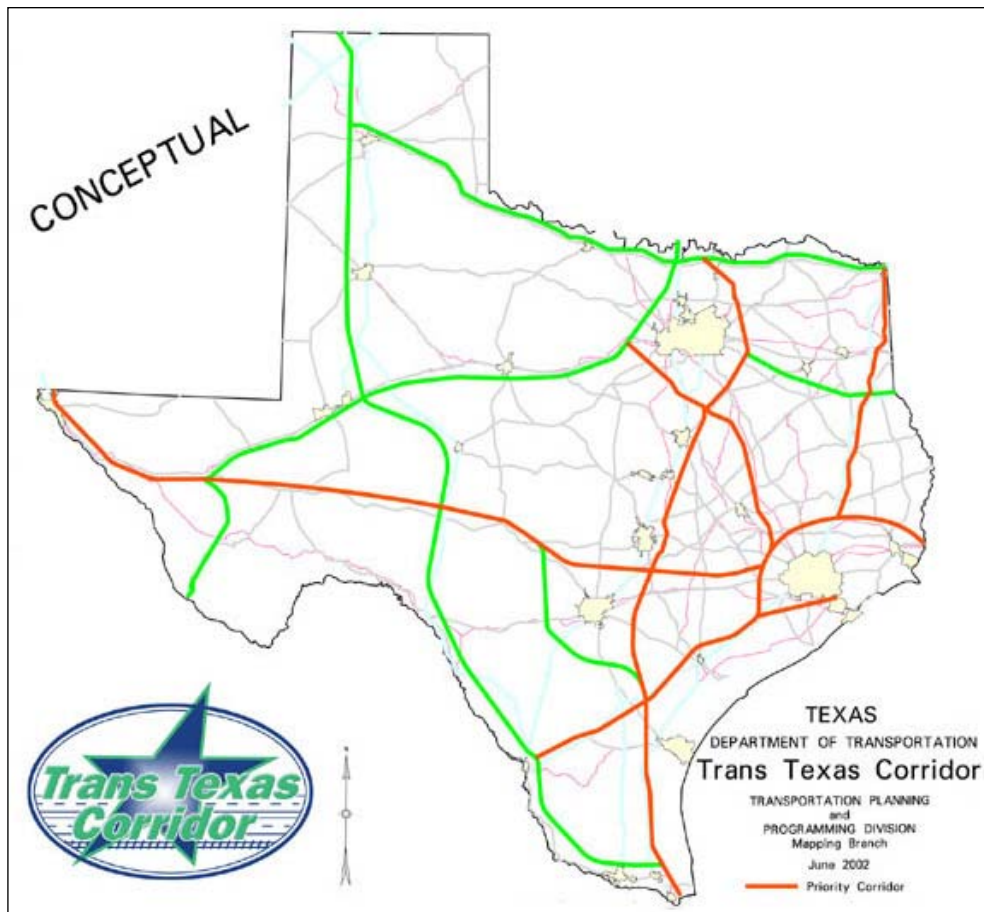 CONCEPTUAL
Trans Texas
Corridor
N
TEXAS
DEPARTMENT OF TRANSPORTATION
Trans Texas Corridor
TRANSPORTATION PLANNING
and
PROGRAMMING DIVISION
Mapping Branch
June 2002
Priority Corridor